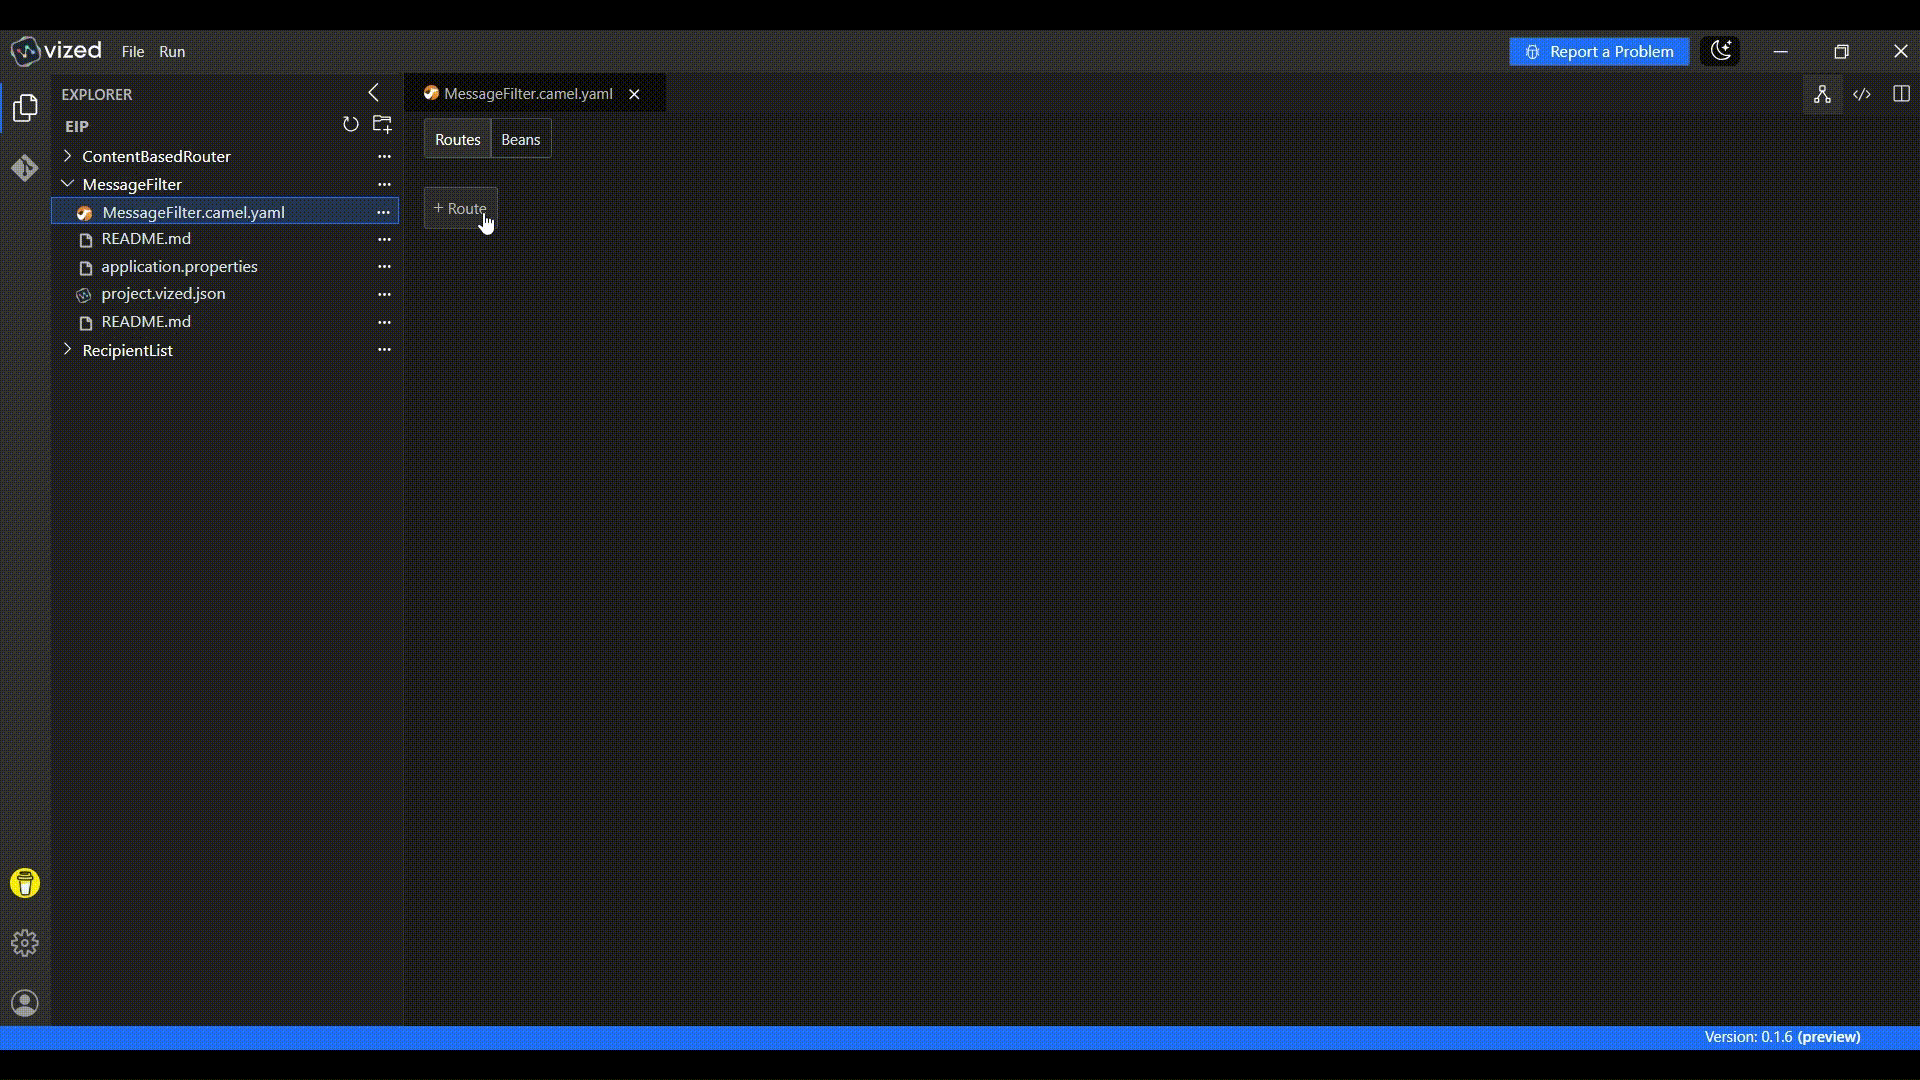 vized File Run Report a Problem
EXPLORER
MessageFilter.camel.yaml
EIP
Routes Beans
ContentBasedRouter
MessageFilter
MessageFilter.camel.yaml
+ Route
README.md
application.properties
project.vized.json
README.md
RecipientList
Version: 0.1.6 (preview)